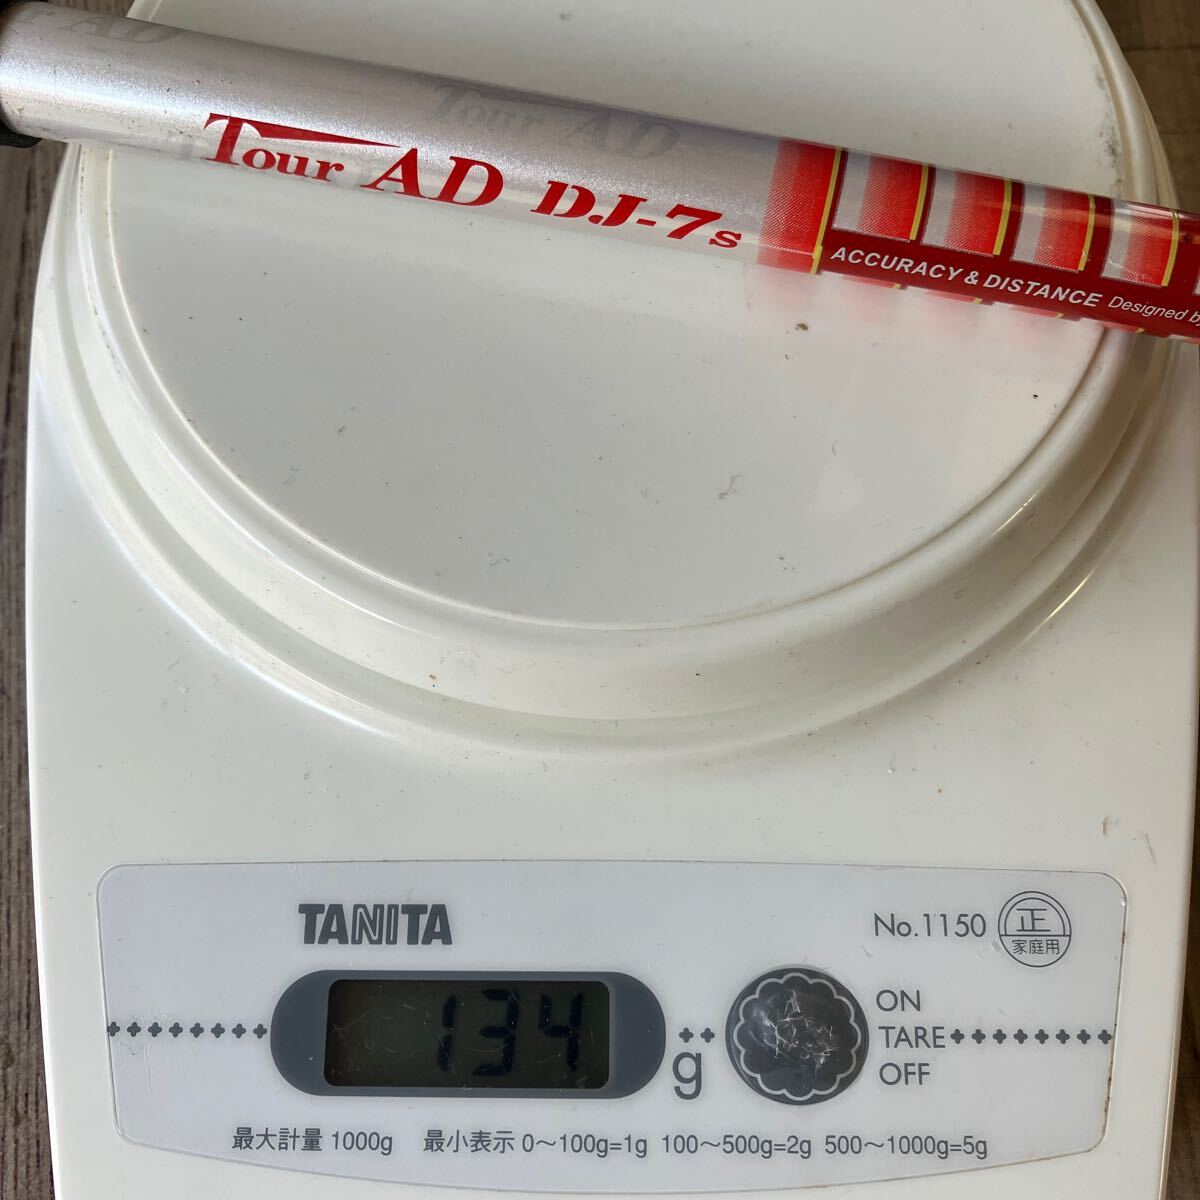 Tour AD
Tour AD DJ-7s
ACCURACY & DISTANCE Designed b
TANITA
No.1150
正
家庭用
134
g
ON
TARE
OFF
最大計量 1000g 最小表示 0～100g=1g 100～500g=2g 500～1000g=5g